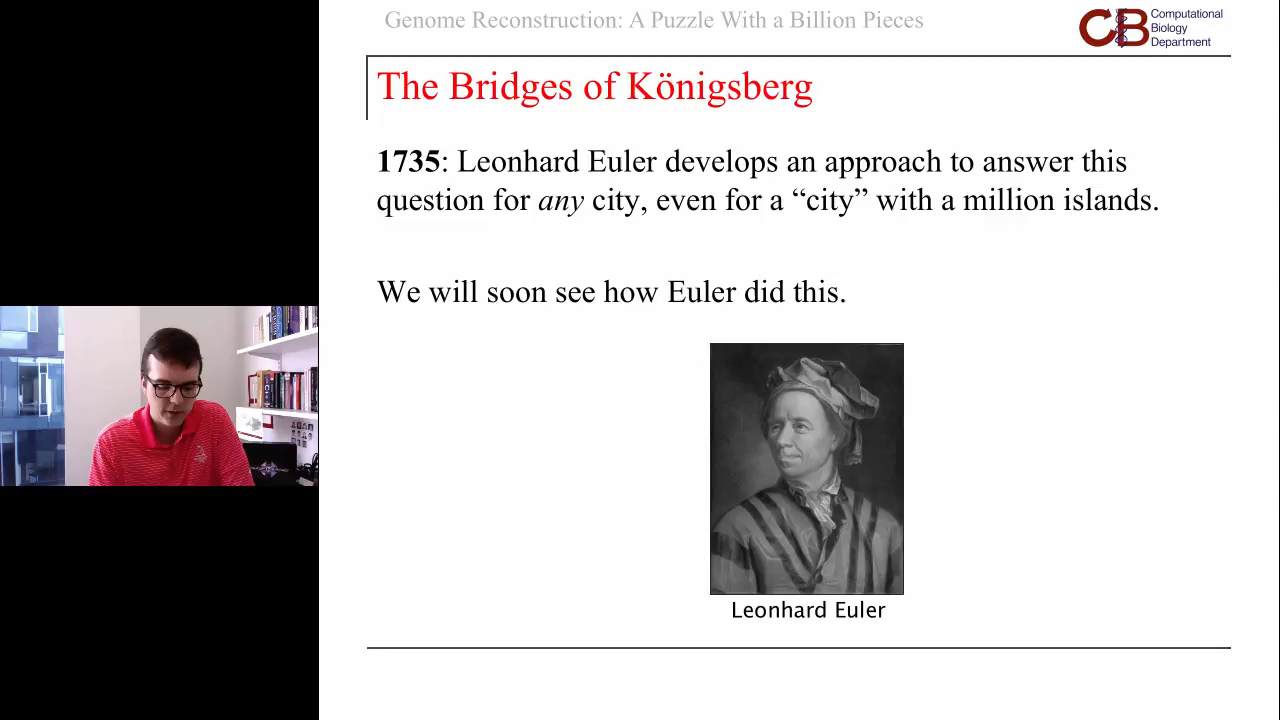 Genome Reconstruction: A Puzzle With a Billion Pieces
CB Computational
Biology
Department
The Bridges of Königsberg
1735: Leonhard Euler develops an approach to answer this
question for any city, even for a “city” with a million islands.
We will soon see how Euler did this.
Leonhard Euler